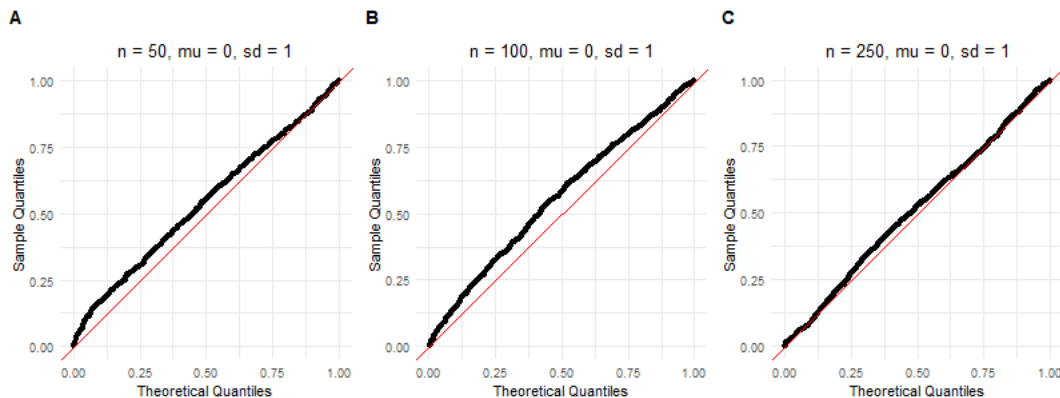 A
n = 50, mu = 0, sd = 1
Sample Quantiles
1.00
0.75
0.50
0.25
0.00
0.00 0.25 0.50 0.75 1.00
Theoretical Quantiles
B
n = 100, mu = 0, sd = 1
Sample Quantiles
1.00
0.75
0.50
0.25
0.00
0.00 0.25 0.50 0.75 1.00
Theoretical Quantiles
C
n = 250, mu = 0, sd = 1
Sample Quantiles
1.00
0.75
0.50
0.25
0.00
0.00 0.25 0.50 0.75 1.00
Theoretical Quantiles